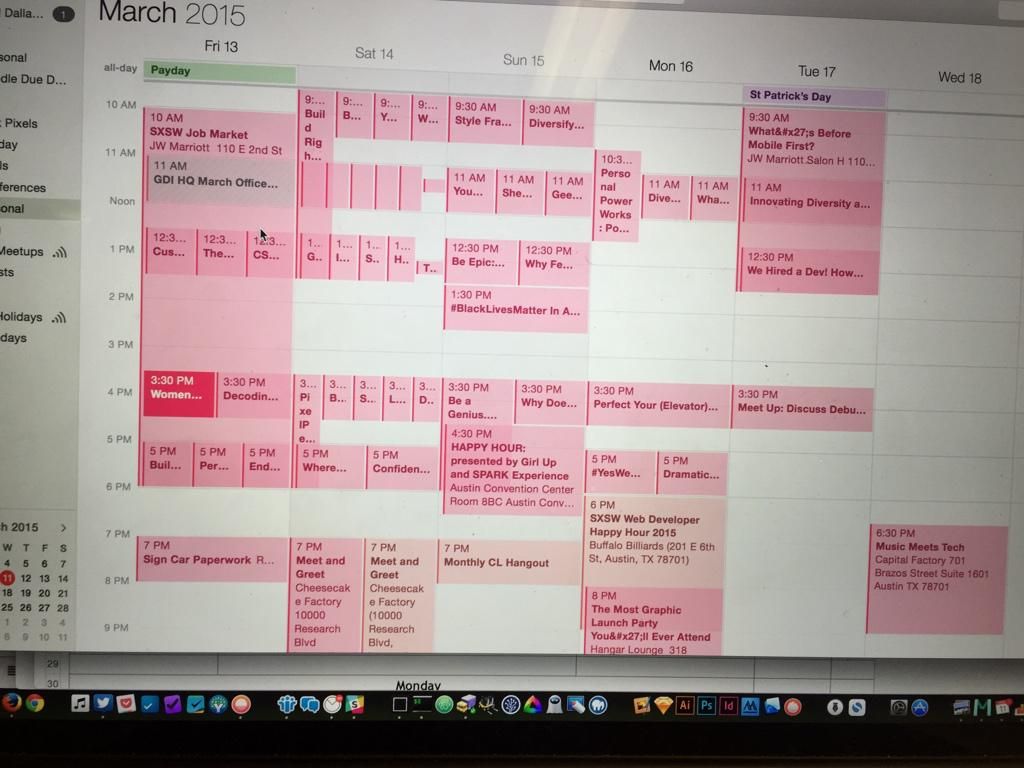 Dalla... 1
March 2015
Fri 13 Sat 14 Sun 15 Mon 16 Tue 17 Wed 18
sonal
dle Due D...
Pixels
day
ls
ferences
onal
Meetups
sts
Holidays
days
all-day
10 AM
11 AM
Noon
1 PM
2 PM
3 PM
4 PM
5 PM
6 PM
7 PM
8 PM
9 PM
Payday
10 AM
SXSW Job Market
JW Marriott 110 E 2nd St
11 AM
GDI HQ March Office...
12:3...
Cus...
12:3...
The...
12:3...
CS...
3:30 PM
Women...
3:30 PM
Decodin...
5 PM
Buil...
5 PM
Per...
5 PM
End...
7 PM
Sign Car Paperwork R...
9:...
Buil
d
Rig
h...
9:...
B...
9:...
Y...
9:...
W...
1...
G..
1...
I...
1...
S..
1...
H..
T...
3...
Pi
xe
lP
e...
3...
B...
3...
S...
3...
L...
3...
D..
5 PM
Where...
5 PM
Confiden...
7 PM
Meet and
Greet
Cheesecak
e Factory
10000
Research
Blvd
7 PM
Meet and
Greet
Cheesecak
e Factory
(10000
Research
Blvd,
9:30 AM
Style Fra...
9:30 AM
Diversify...
11 AM
You...
11 AM
She...
11 AM
Gee...
12:30 PM
Be Epic:...
12:30 PM
Why Fe...
1:30 PM
#BlackLivesMatter In A...
3:30 PM
Be a
Genius....
3:30 PM
Why Doe...
4:30 PM
HAPPY HOUR:
presented by Girl Up
and SPARK Experience
Austin Convention Center
Room 8BC Austin Conv...
7 PM
Monthly CL Hangout
10:3...
Perso
nal
Power
Works
: Po...
11 AM
Dive...
11 AM
Wha...
3:30 PM
Perfect Your (Elevator)...
5 PM
#YesWe...
5 PM
Dramatic...
6 PM
SXSW Web Developer
Happy Hour 2015
Buffalo Billiards (201 E 6th
St, Austin, TX 78701)
8 PM
The Most Graphic
Launch Party
You&#x27;ll Ever Attend
Hangar Lounge 318
St Patrick's Day
9:30 AM
What&#x27;s Before
Mobile First?
JW Marriott Salon H 110...
11 AM
Innovating Diversity a...
12:30 PM
We Hired a Dev! How...
3:30 PM
Meet Up: Discuss Debu...
6:30 PM
Music Meets Tech
Capital Factory 701
Brazos Street Suite 1601
Austin TX 78701
h 2015 >
W T F S
4 5 6 7
11 12 13 14
18 19 20 21
25 26 27 28
1 2 3 4
8 9 10 11
29
30
Monday
Ai Ps Id